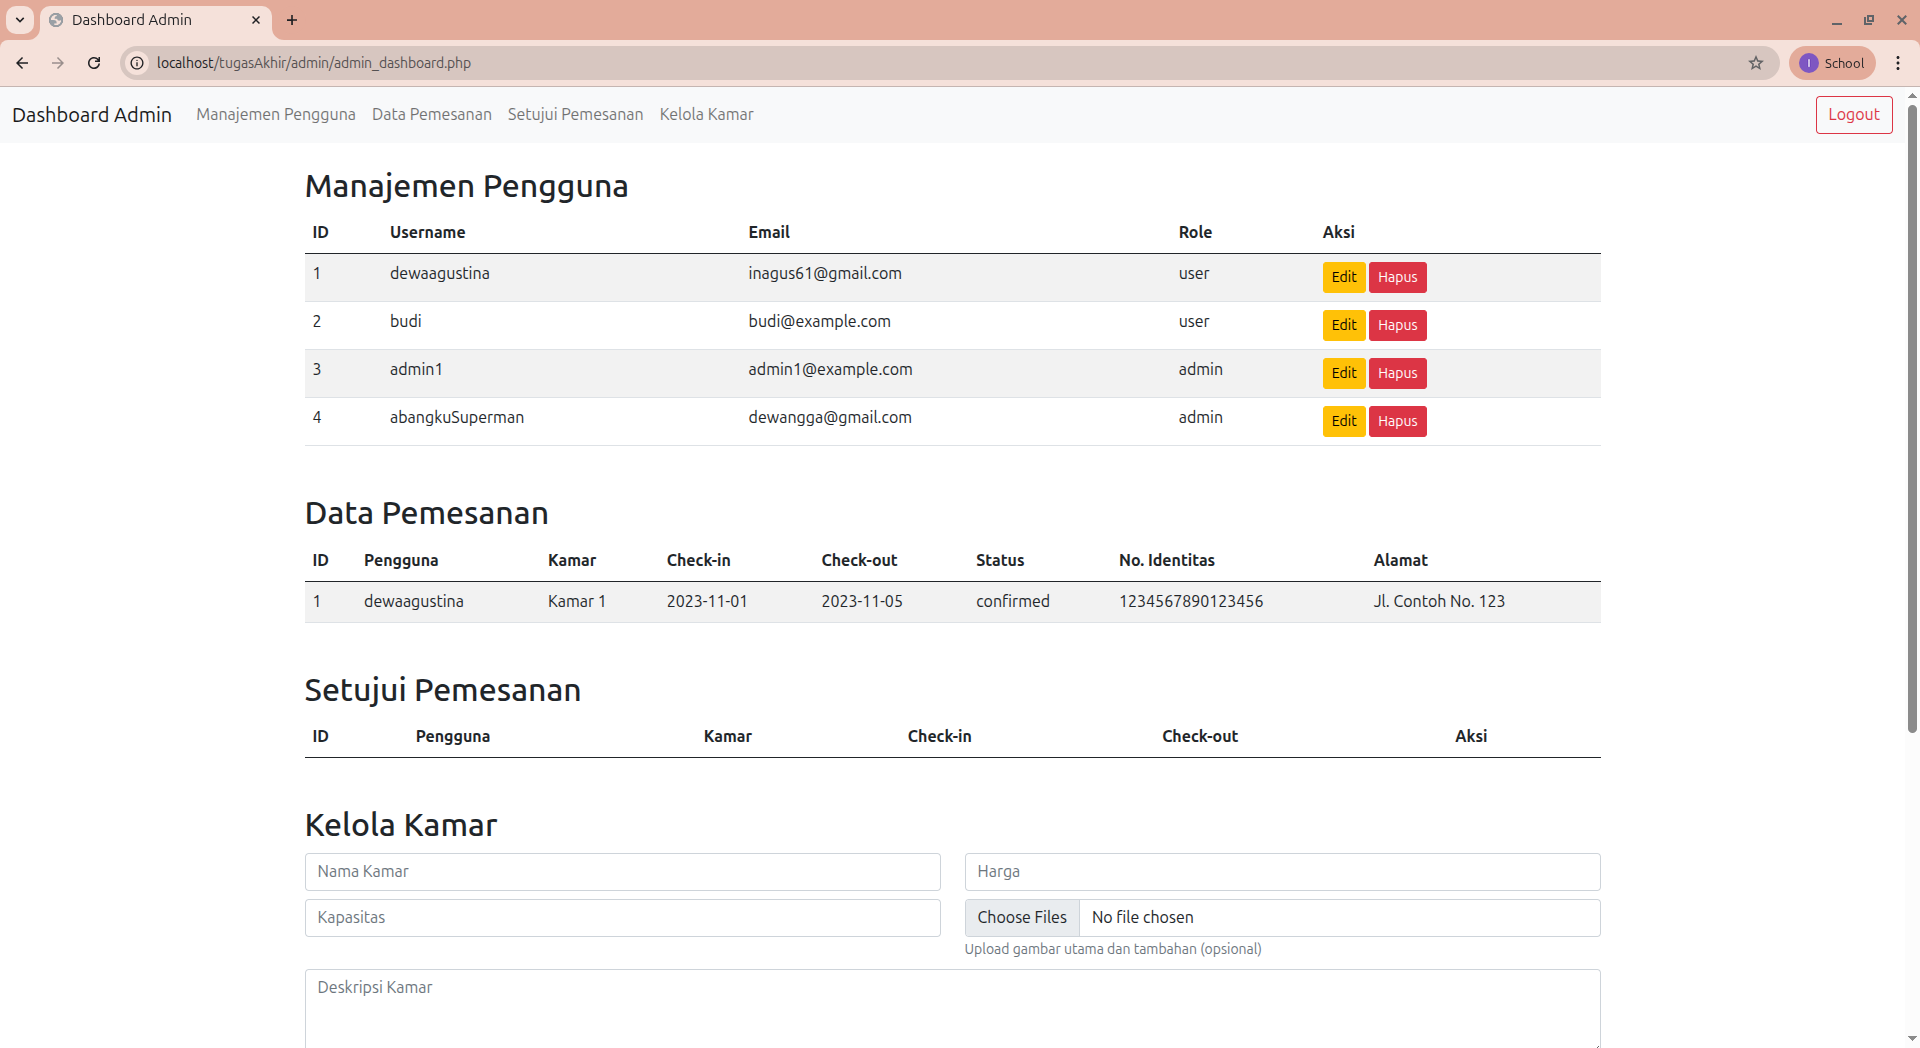 Dashboard Admin
localhost/tugasAkhir/admin/admin_dashboard.php
I School
Dashboard Admin Manajemen Pengguna Data Pemesanan Setujui Pemesanan Kelola Kamar Logout
Manajemen Pengguna
ID Username Email Role Aksi
1 dewaagustina inagus61@gmail.com user Edit Hapus
2 budi budi@example.com user Edit Hapus
3 admin1 admin1@example.com admin Edit Hapus
4 abangkuSuperman dewangga@gmail.com admin Edit Hapus
Data Pemesanan
ID Pengguna Kamar Check-in Check-out Status No. Identitas Alamat
1 dewaagustina Kamar 1 2023-11-01 2023-11-05 confirmed 1234567890123456 Jl. Contoh No. 123
Setujui Pemesanan
ID Pengguna Kamar Check-in Check-out Aksi
Kelola Kamar
Nama Kamar Harga
Kapasitas Choose Files No file chosen
Upload gambar utama dan tambahan (opsional)
Deskripsi Kamar